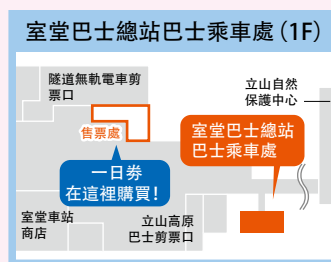 室堂巴士總站巴士乘車處(1F)
隧道無軌電車剪
票口
立山自然
保護中心
售票處
室堂巴士總站
巴士乘車處
一日券
在這裡購買!
室堂車站
商店
立山高原
巴士剪票口